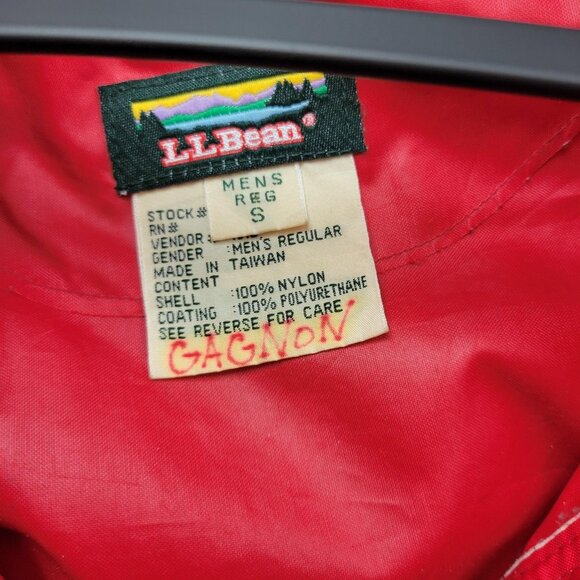 L.L.Bean®
MENS
REG
S
STOCK#
RN#
VENDOR:
GENDER :MEN'S REGULAR
MADE IN TAIWAN
CONTENT
SHELL :100% NYLON
COATING :100% POLYURETHANE
SEE REVERSE FOR CARE
GAGNON